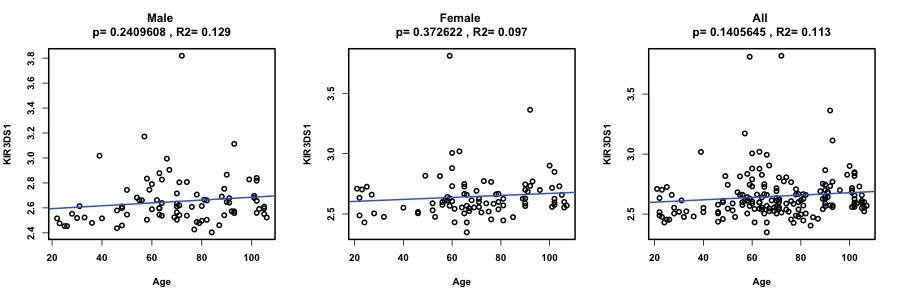 Male
p= 0.2409608 , R2= 0.129
KIR3DS1
3.8
3.6
3.4
3.2
3.0
2.8
2.6
2.4
20 40 60 80 100
Age
Female
p= 0.372622 , R2= 0.097
KIR3DS1
3.5
3.0
2.5
20 40 60 80 100
Age
All
p= 0.1405645 , R2= 0.113
KIR3DS1
3.5
3.0
2.5
20 40 60 80 100
Age